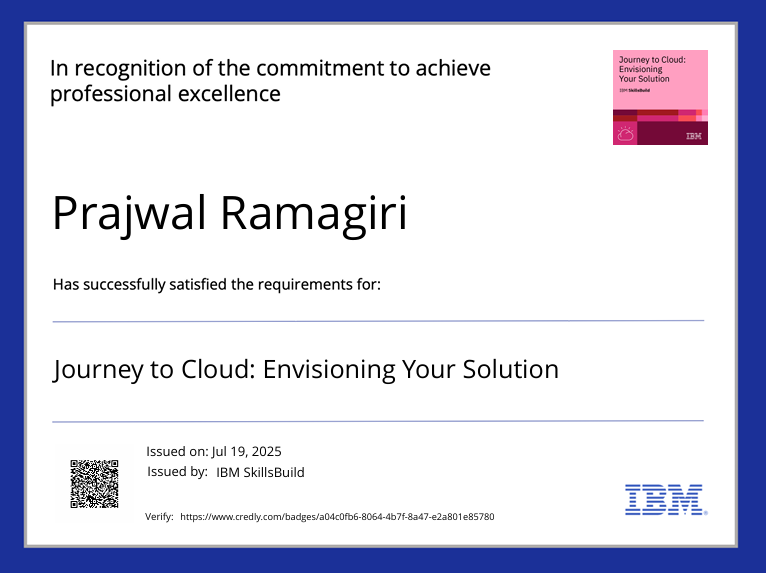 In recognition of the commitment to achieve
professional excellence
Journey to Cloud:
Envisioning
Your Solution
IBM SkillsBuild
IBM
Prajwal Ramagiri
Has successfully satisfied the requirements for:
Journey to Cloud: Envisioning Your Solution
Issued on: Jul 19, 2025
Issued by: IBM SkillsBuild
Verify: https://www.credly.com/badges/a04c0fb6-8064-4b7f-8a47-e2a801e85780
IBM®